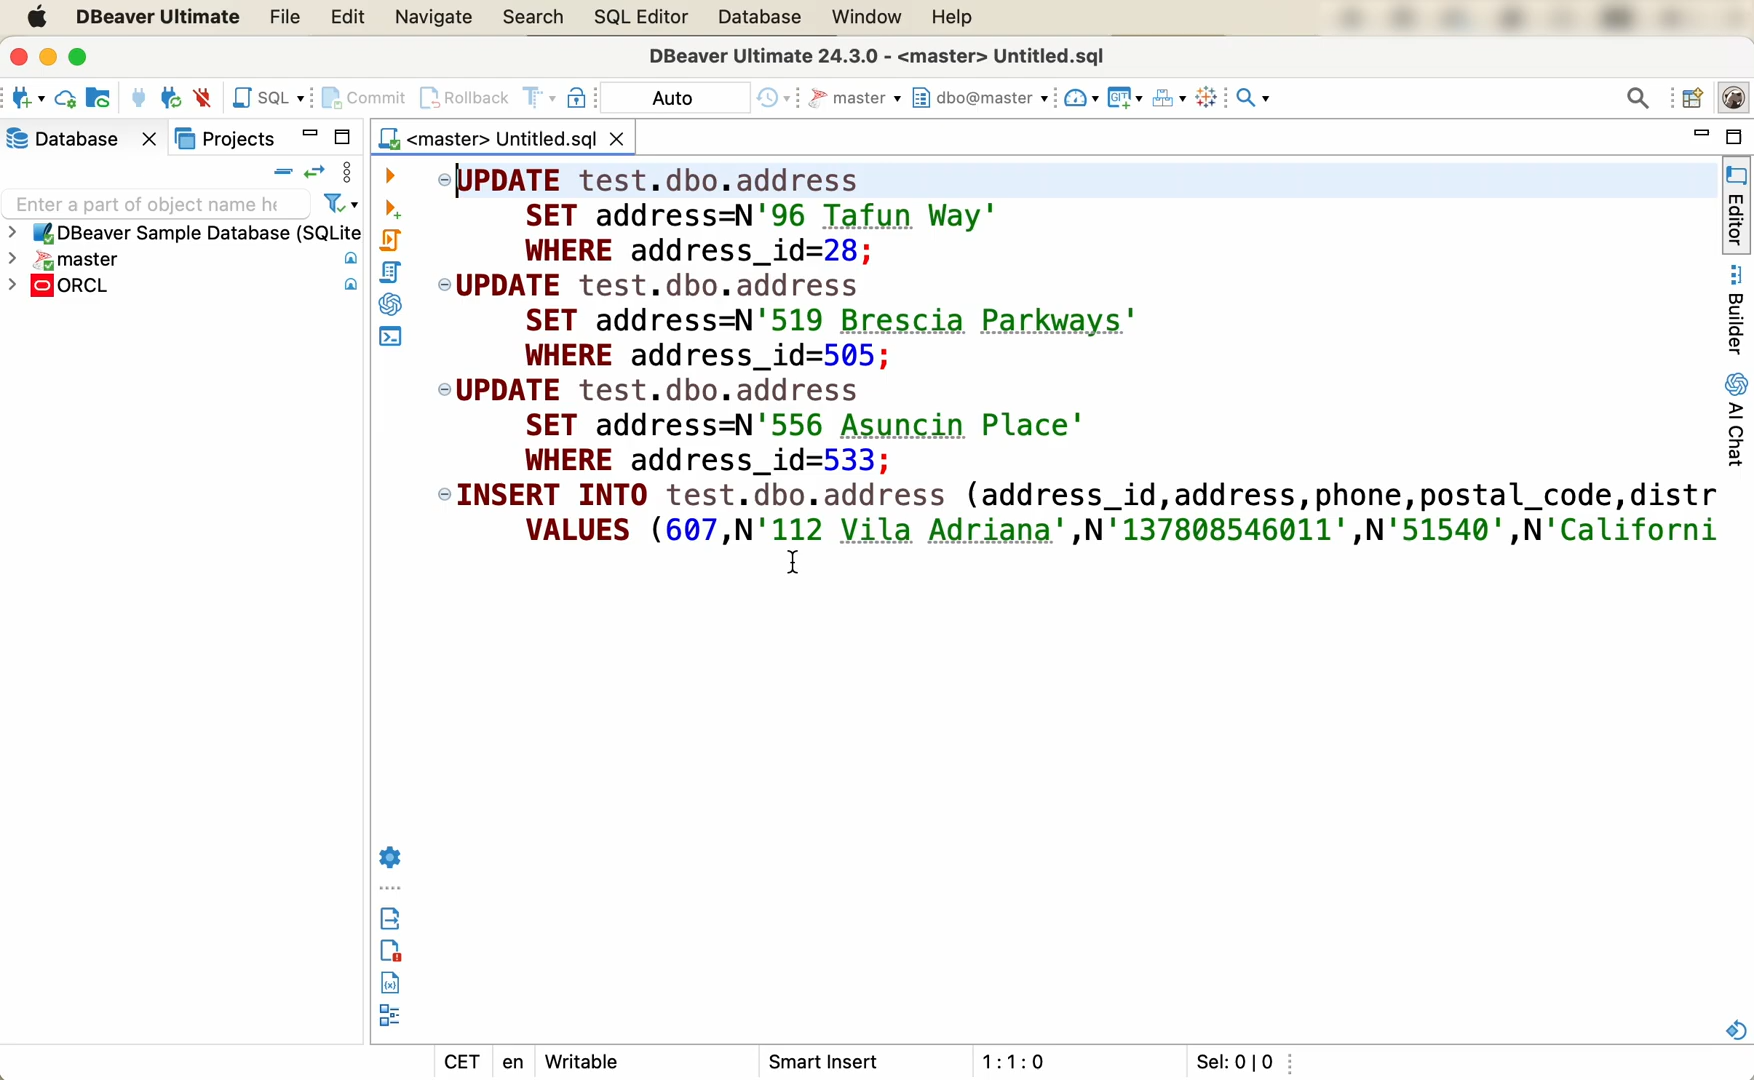 DBeaver Ultimate File Edit Navigate Search SQL Editor Database Window Help
DBeaver Ultimate 24.3.0 - <master> Untitled.sql
SQL Commit Rollback T Auto master dbo@master GIT
Database Projects
<master> Untitled.sql
Enter a part of object name he
DBeaver Sample Database (SQLite
master
ORCL
UPDATE test.dbo.address
SET address=N'96 Tafun Way'
WHERE address_id=28;
UPDATE test.dbo.address
SET address=N'519 Brescia Parkways'
WHERE address_id=505;
UPDATE test.dbo.address
SET address=N'556 Asuncin Place'
WHERE address_id=533;
INSERT INTO test.dbo.address (address_id,address,phone,postal_code,distr
VALUES (607,N'112 Vila Adriana',N'137808546011',N'51540',N'Californi
Editor
Builder
AI Chat
CET en Writable Smart Insert 1:1:0 Sel: 0 | 0